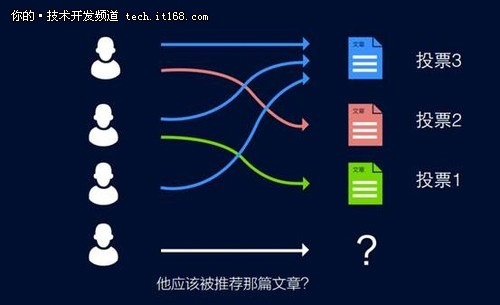 你的·技术开发频道 tech.it168.com
文章
投票3
文章
投票2
文章
投票1
?
他应该被推荐那篇文章?